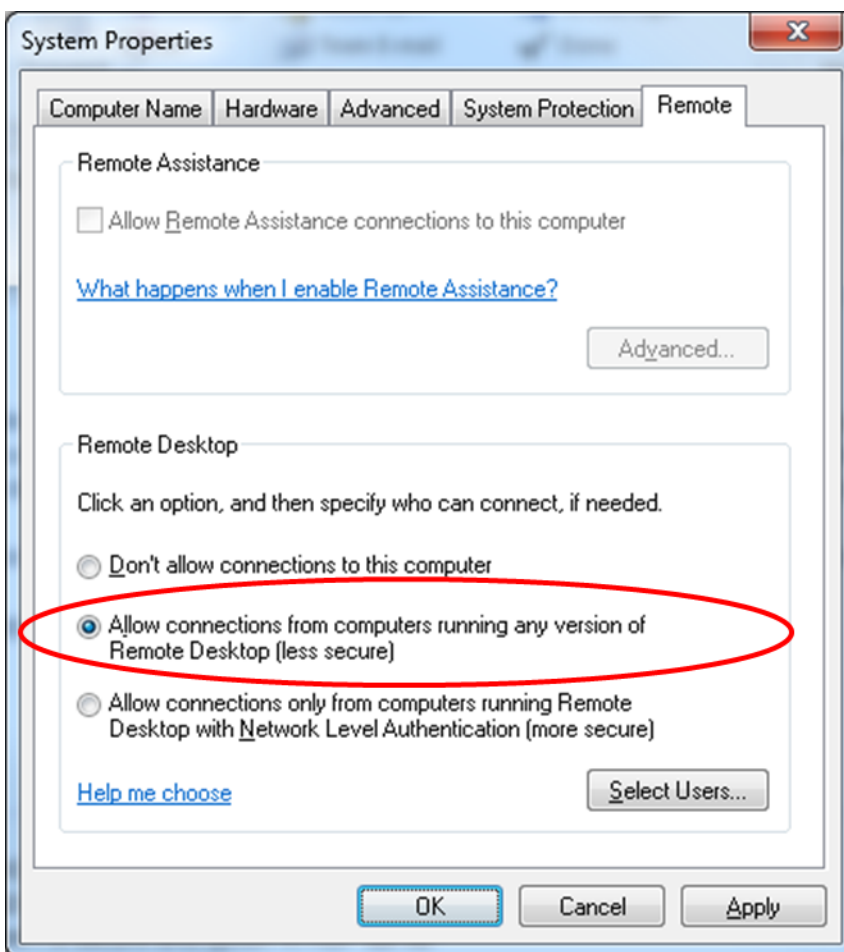 System Properties
Computer Name
Hardware
Advanced
System Protection
Remote
Remote Assistance
Allow Remote Assistance connections to this computer
What happens when I enable Remote Assistance?
Advanced...
Remote Desktop
Click an option, and then specify who can connect, if needed.
Don't allow connections to this computer
Allow connections from computers running any version of
Remote Desktop (less secure)
Allow connections only from computers running Remote
Desktop with Network Level Authentication (more secure)
Help me choose
Select Users...
OK
Cancel
Apply